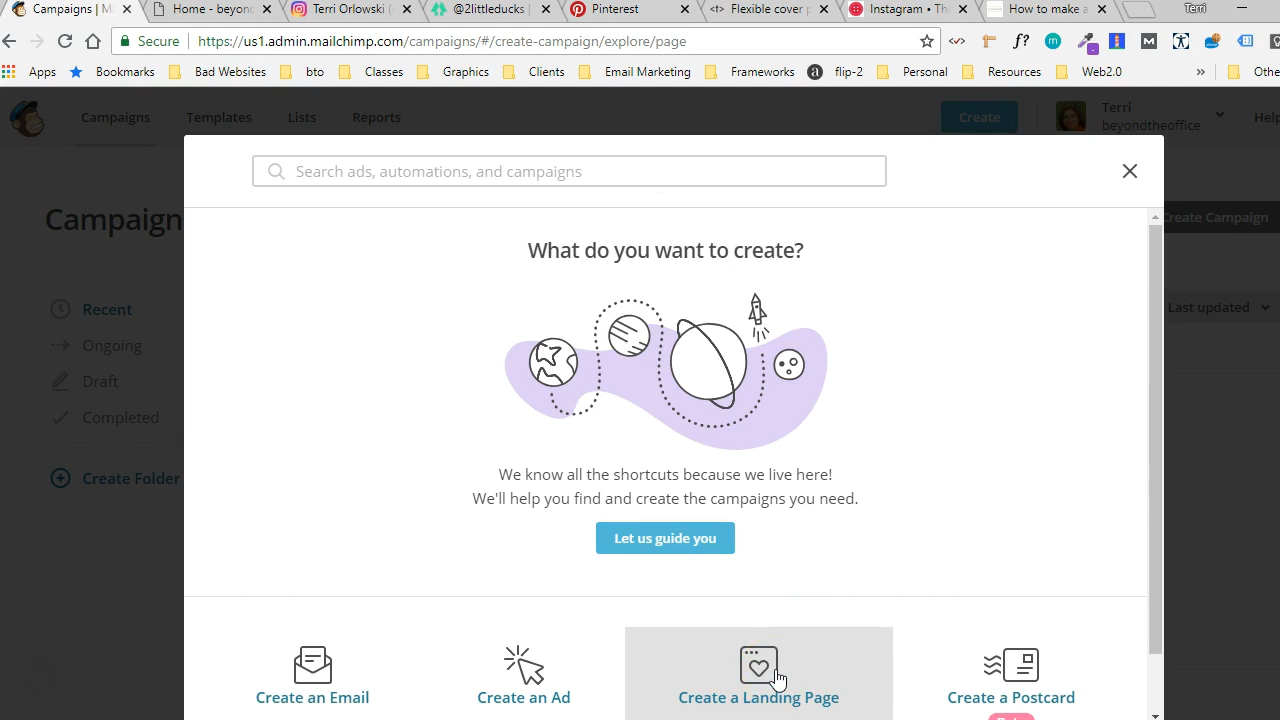 Campaigns | M
Home - beyon
Terri Orlowski (
@2littleducks |
Pinterest
Flexible cover p
Instagram • The
How to make a
Terri
Secure
https://us1.admin.mailchimp.com/campaigns/#/create-campaign/explore/page
Apps
Bookmarks
Bad Websites
bto
Classes
Graphics
Clients
Email Marketing
Frameworks
flip-2
Personal
Resources
Web2.0
»
Othe
Campaigns
Templates
Lists
Reports
Create
Terri
beyondtheoffice
Help
Search ads, automations, and campaigns
Campaign
Create Campaign
What do you want to create?
Recent
Last updated
Ongoing
Draft
Completed
Create Folder
We know all the shortcuts because we live here!
We'll help you find and create the campaigns you need.
Let us guide you
Create an Email
Create an Ad
Create a Landing Page
Create a Postcard